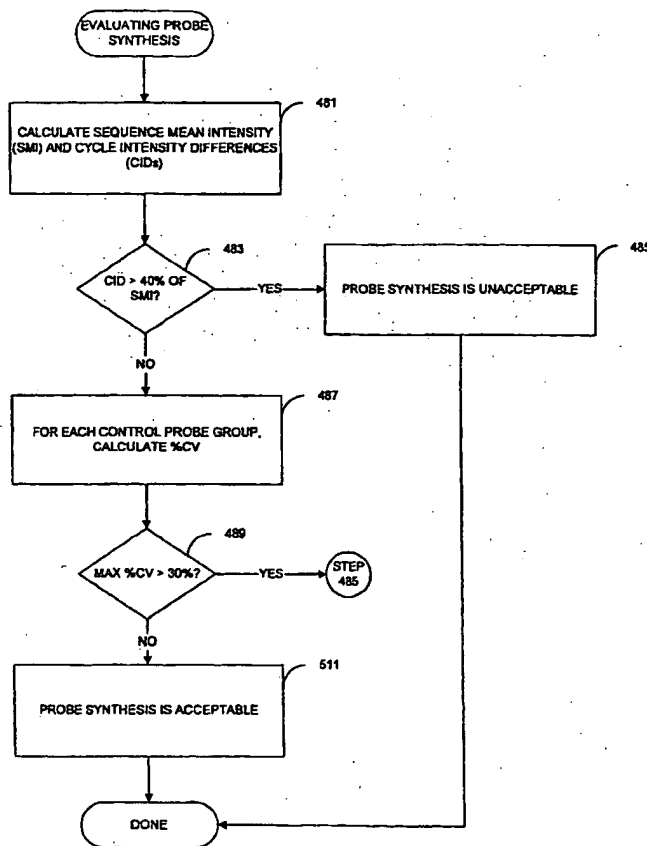 EVALUATING PROBE
SYNTHESIS
481
CALCULATE SEQUENCE MEAN INTENSITY
(SMI) AND CYCLE INTENSITY DIFFERENCES
(CIDs)
483
CID > 40% OF
SMI?
YES
485
PROBE SYNTHESIS IS UNACCEPTABLE
NO
487
FOR EACH CONTROL PROBE GROUP,
CALCULATE %CV
489
MAX %CV > 30%?
YES
STEP
485
NO
511
PROBE SYNTHESIS IS ACCEPTABLE
DONE